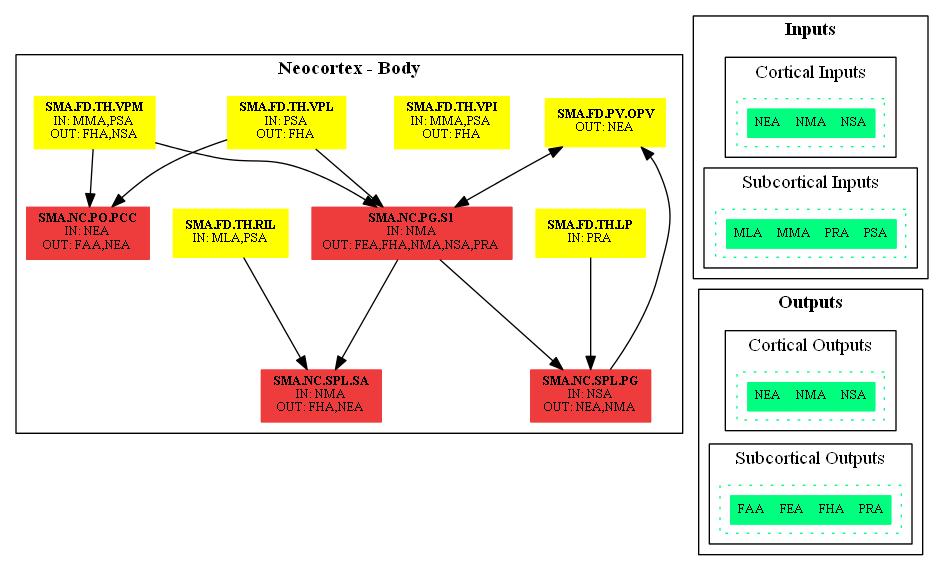 Neocortex - Body
SMA.FD.TH.VPM
IN: MMA,PSA
OUT: FHA,NSA
SMA.FD.TH.VPL
IN: PSA
OUT: FHA
SMA.FD.TH.VPI
IN: MMA,PSA
OUT: FHA
SMA.FD.PV.OPV
OUT: NEA
SMA.NC.PO.PCC
IN: NEA
OUT: FAA,NEA
SMA.FD.TH.RIL
IN: MLA,PSA
SMA.NC.PG.S1
IN: NMA
OUT: FEA,FHA,NMA,NSA,PRA
SMA.FD.TH.LP
IN: PRA
SMA.NC.SPL.SA
IN: NMA
OUT: FHA,NEA
SMA.NC.SPL.PG
IN: NSA
OUT: NEA,NMA
Inputs
Cortical Inputs
NEA NMA NSA
Subcortical Inputs
MLA MMA PRA PSA
Outputs
Cortical Outputs
NEA NMA NSA
Subcortical Outputs
FAA FEA FHA PRA